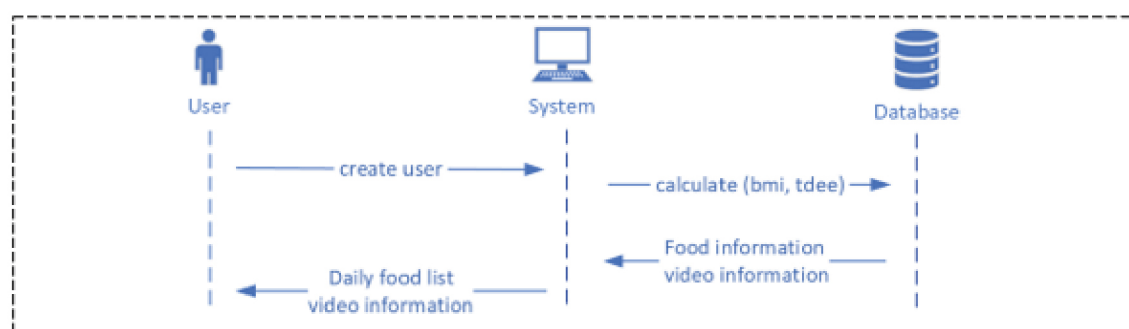 User
System
Database
create user
calculate (bmi, tdee)
Food information
video information
Daily food list
video information